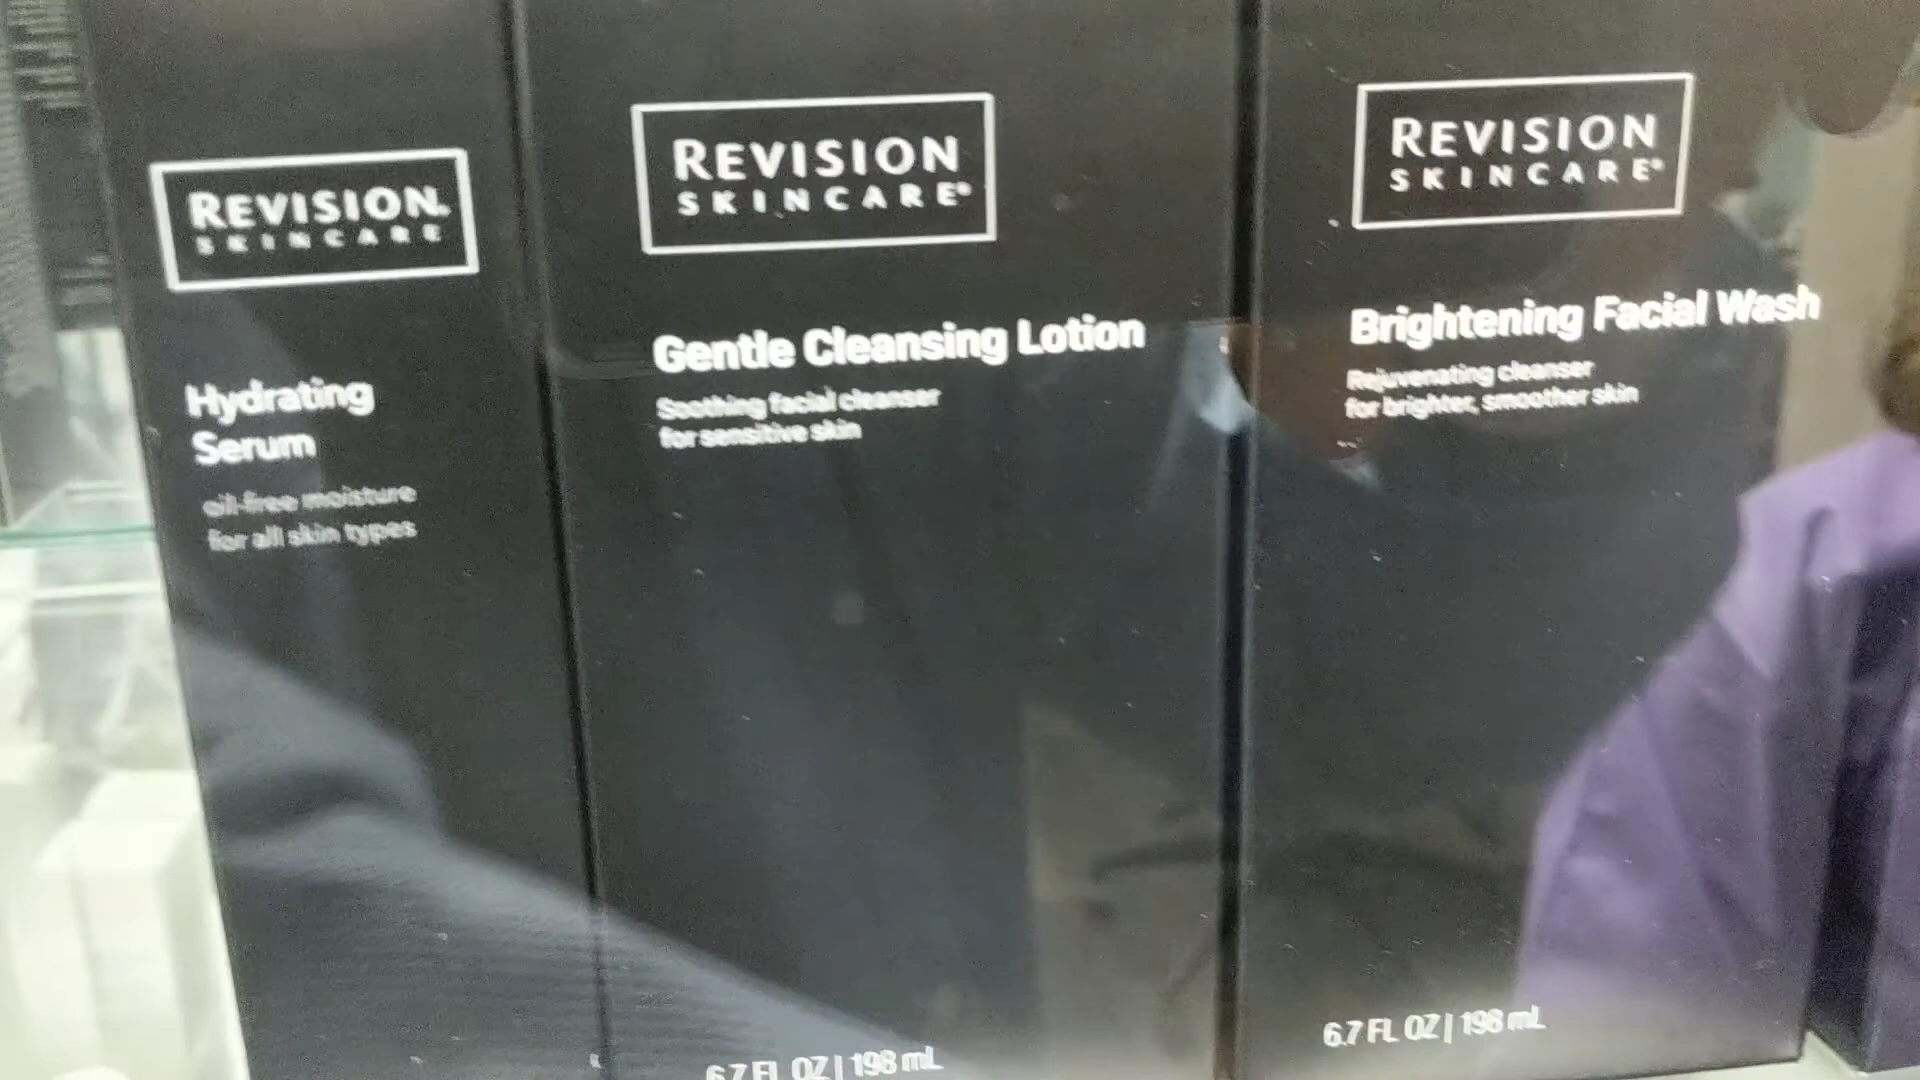 REVISION.
SKINCARE
Hydrating
Serum
oil-free moisture
for all skin types
REVISION
SKINCARE®
Gentle Cleansing Lotion
Soothing facial cleanser
for sensitive skin
6.7 FL OZ | 198 mL
REVISION
SKINCARE®
Brightening Facial Wash
Rejuvenating cleanser
for brighter, smoother skin
6.7 FL OZ | 198 mL